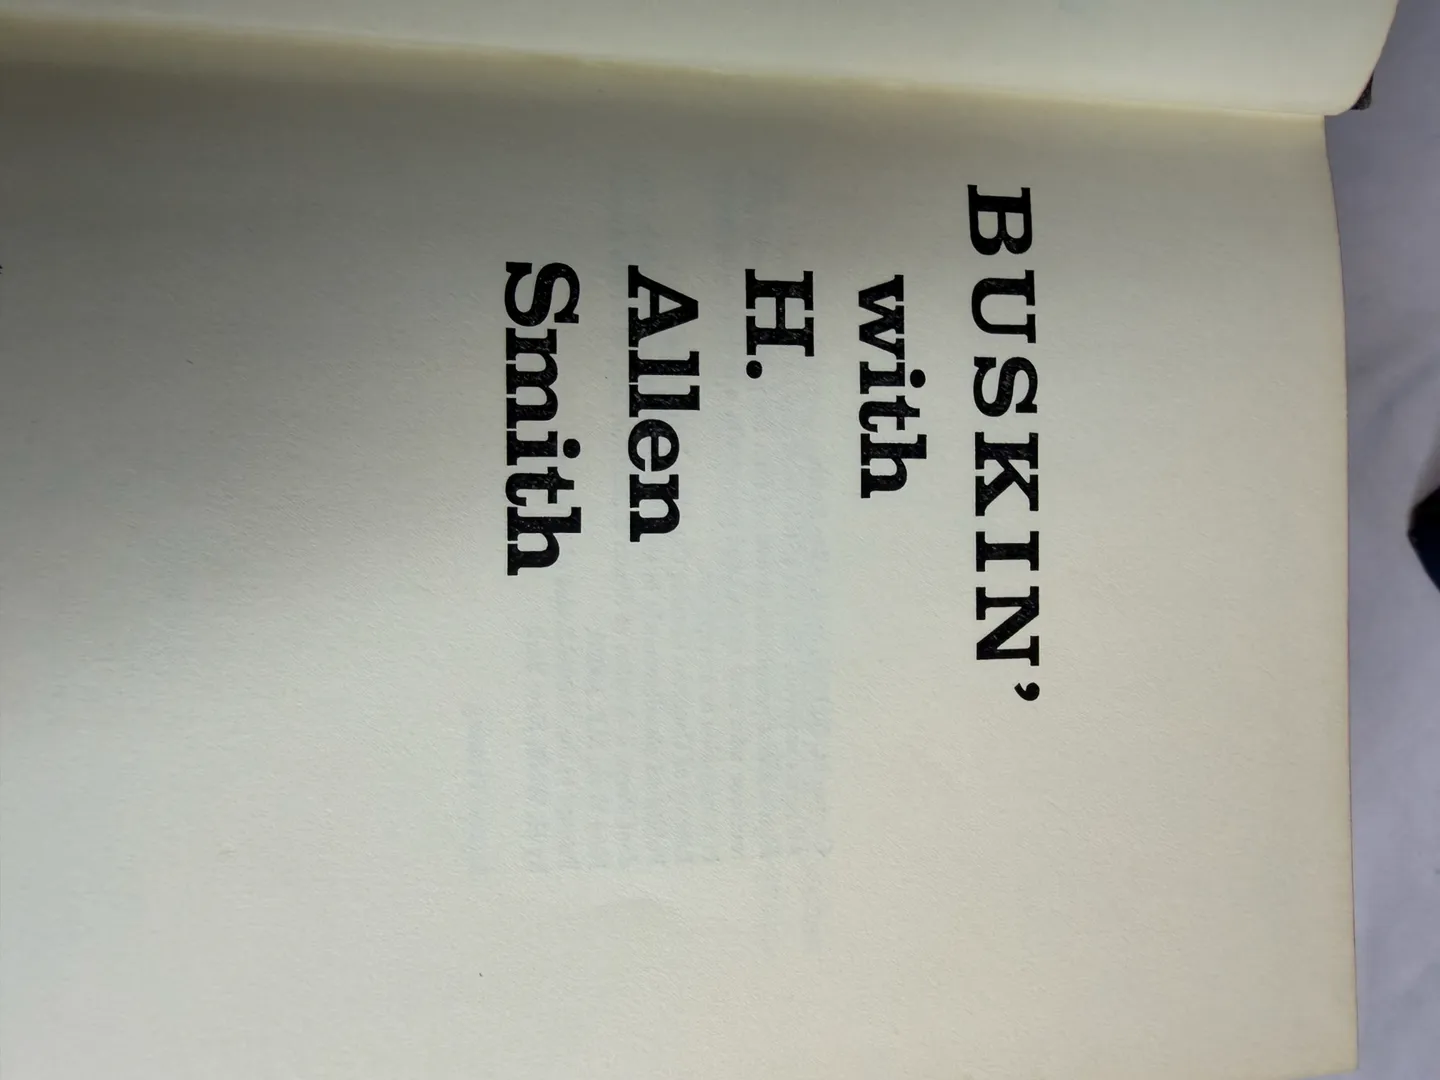 BUSKIN’
with
H.
Allen
Smith